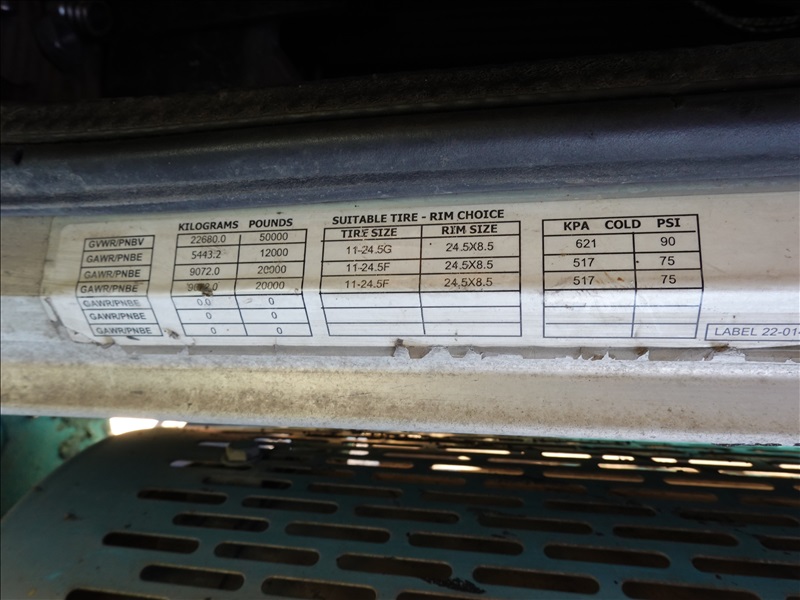 KILOGRAMS POUNDS SUITABLE TIRE - RIM CHOICE KPA COLD PSI
TIRE SIZE RIM SIZE
GVWR/PNBV 22680.0 50000
GAWR/PNBE 5443.2 12000 11-24.5G 24.5X8.5 621 90
GAWR/PNBE 9072.0 20000 11-24.5F 24.5X8.5 517 75
GAWR/PNBE 20000 11-24.5F 24.5X8.5 517 75
GAWR/PNBE 0.0 0
GAWR/PNBE 0 0
GAWR/PNBE 0 0
LABEL 22-014